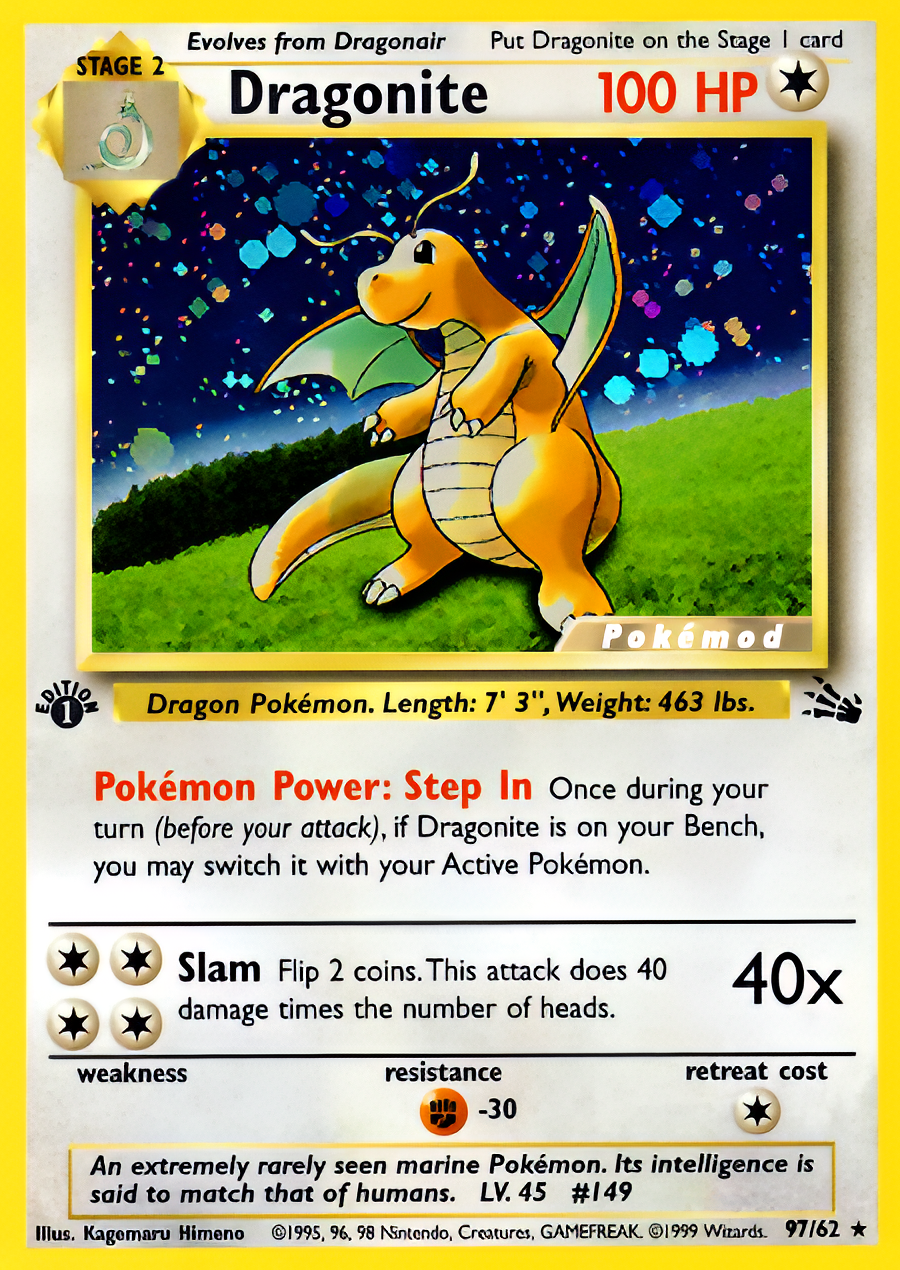 Evolves from Dragonair Put Dragonite on the Stage 1 card
STAGE 2
Dragonite 100 HP
Pokémod
EDITION
1
Dragon Pokémon. Length: 7' 3", Weight: 463 lbs.
Pokémon Power: Step In Once during your
turn (before your attack), if Dragonite is on your Bench,
you may switch it with your Active Pokémon.
Slam Flip 2 coins. This attack does 40
damage times the number of heads.
40x
weakness resistance retreat cost
-30
An extremely rarely seen marine Pokémon. Its intelligence is
said to match that of humans. LV. 45 #149
Illus. Kagemaru Himeno ©1995, 96, 98 Nintendo, Creatures, GAMEFREAK. ©1999 Wizards. 97/62 ★